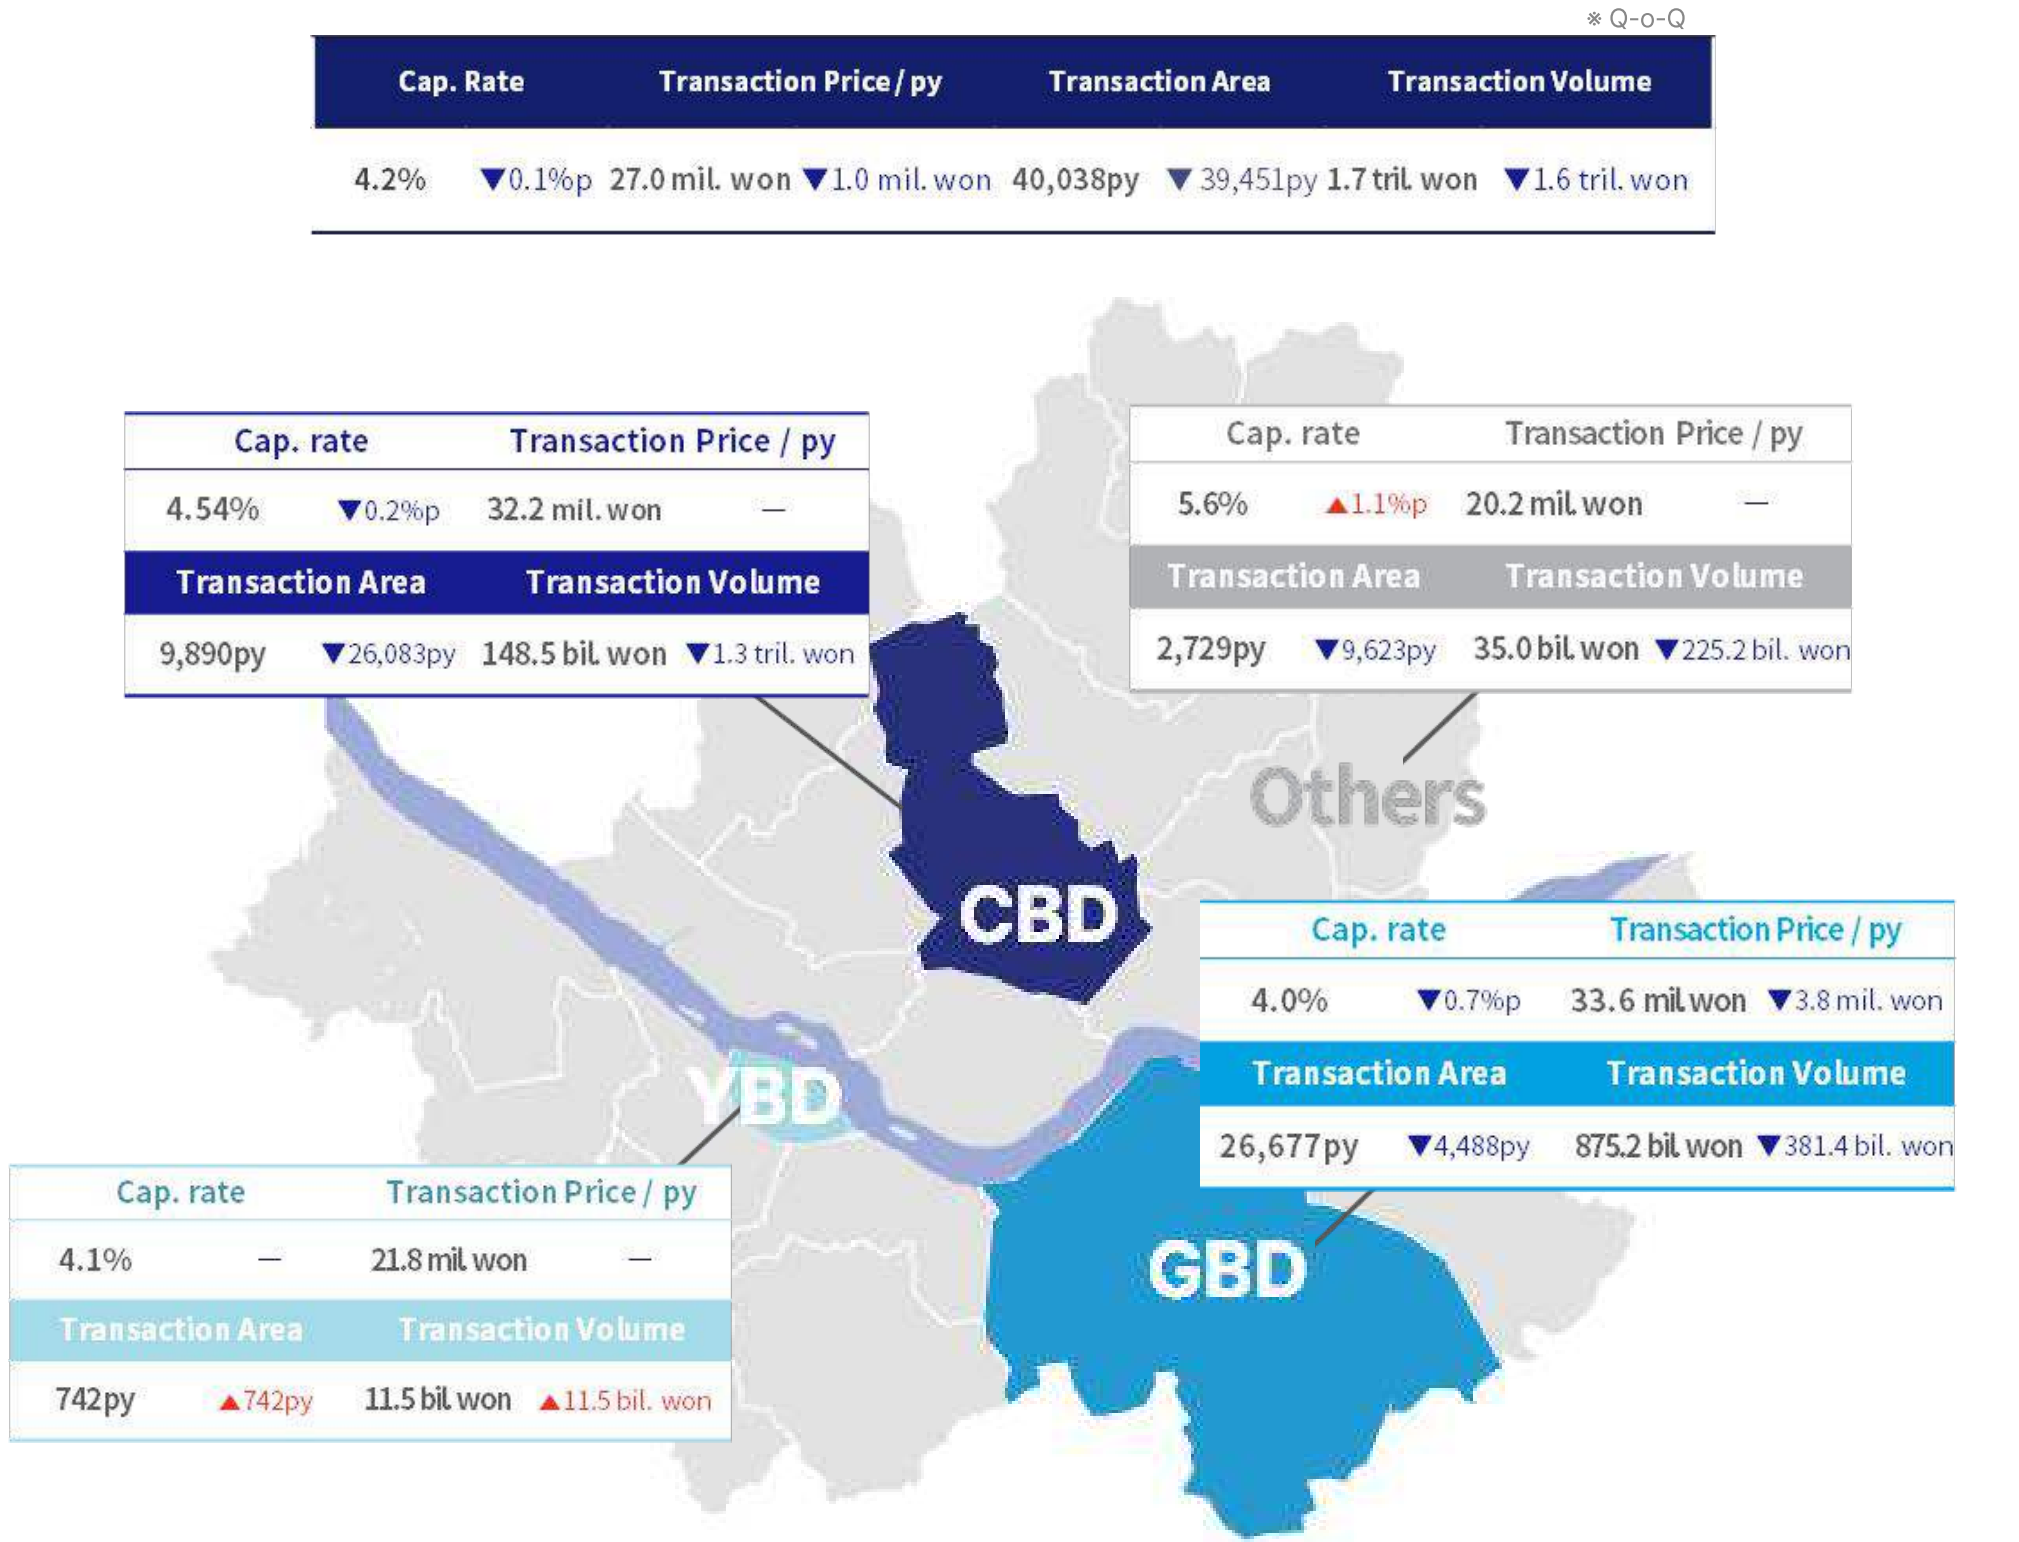 ※ Q-o-Q
Cap. Rate Transaction Price / py Transaction Area Transaction Volume
4.2% ▼0.1%p 27.0 mil. won ▼1.0 mil. won 40,038py ▼ 39,451py 1.7 tril. won ▼1.6 tril. won
Cap. rate Transaction Price / py
4.54% ▼0.2%p 32.2 mil. won —
Transaction Area Transaction Volume
9,890py ▼26,083py 148.5 bil. won ▼1.3 tril. won
Cap. rate Transaction Price / py
5.6% ▲1.1%p 20.2 mil. won —
Transaction Area Transaction Volume
2,729py ▼9,623py 35.0 bil. won ▼225.2 bil. won
Others
CBD
Cap. rate Transaction Price / py
4.0% ▼0.7%p 33.6 mil. won ▼3.8 mil. won
Transaction Area Transaction Volume
26,677py ▼4,488py 875.2 bil. won ▼381.4 bil. won
YBD
Cap. rate Transaction Price / py
4.1% — 21.8 mil. won —
Transaction Area Transaction Volume
742py ▲742py 11.5 bil. won ▲11.5 bil. won
GBD